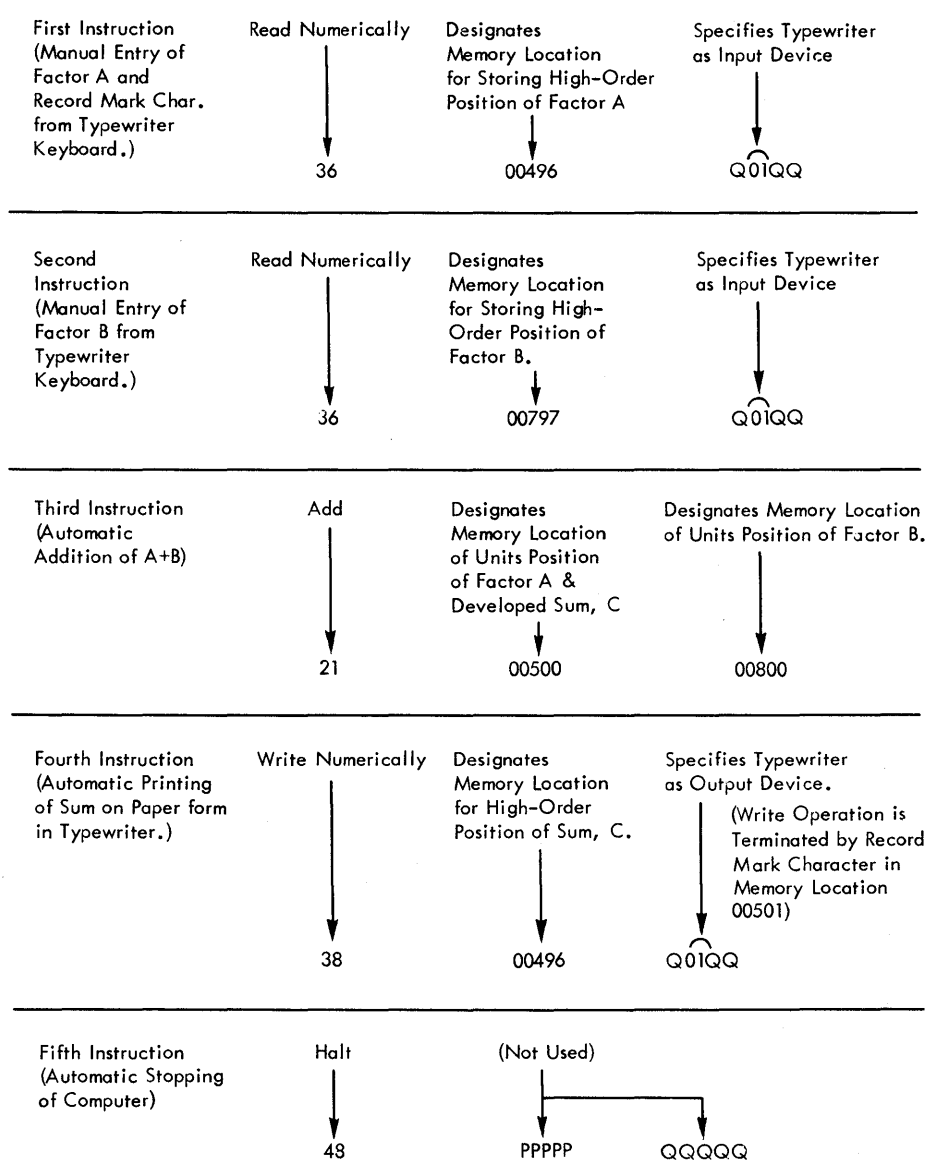 First Instruction
(Manual Entry of
Factor A and
Record Mark Char.
from Typewriter
Keyboard.)
Read Numerically
36
Designates
Memory Location
for Storing High-Order
Position of Factor A
00496
Specifies Typewriter
as Input Device
Q01QQ
Second
Instruction
(Manual Entry of
Factor B from
Typewriter
Keyboard.)
Read Numerically
36
Designates
Memory Location
for Storing High-
Order Position of
Factor B.
00797
Specifies Typewriter
as Input Device
Q01QQ
Third Instruction
(Automatic
Addition of A+B)
Add
21
Designates
Memory Location
of Units Position
of Factor A &
Developed Sum, C
00500
Designates Memory Location
of Units Position of Factor B.
00800
Fourth Instruction
(Automatic Printing
of Sum on Paper form
in Typewriter.)
Write Numerically
38
Designates
Memory Location
for High-Order
Position of Sum, C.
00496
Specifies Typewriter
as Output Device.
(Write Operation is
Terminated by Record
Mark Character in
Memory Location
00501)
Q01QQ
Fifth Instruction
(Automatic Stopping
of Computer)
Halt
48
(Not Used)
PPPPP
QQQQQ